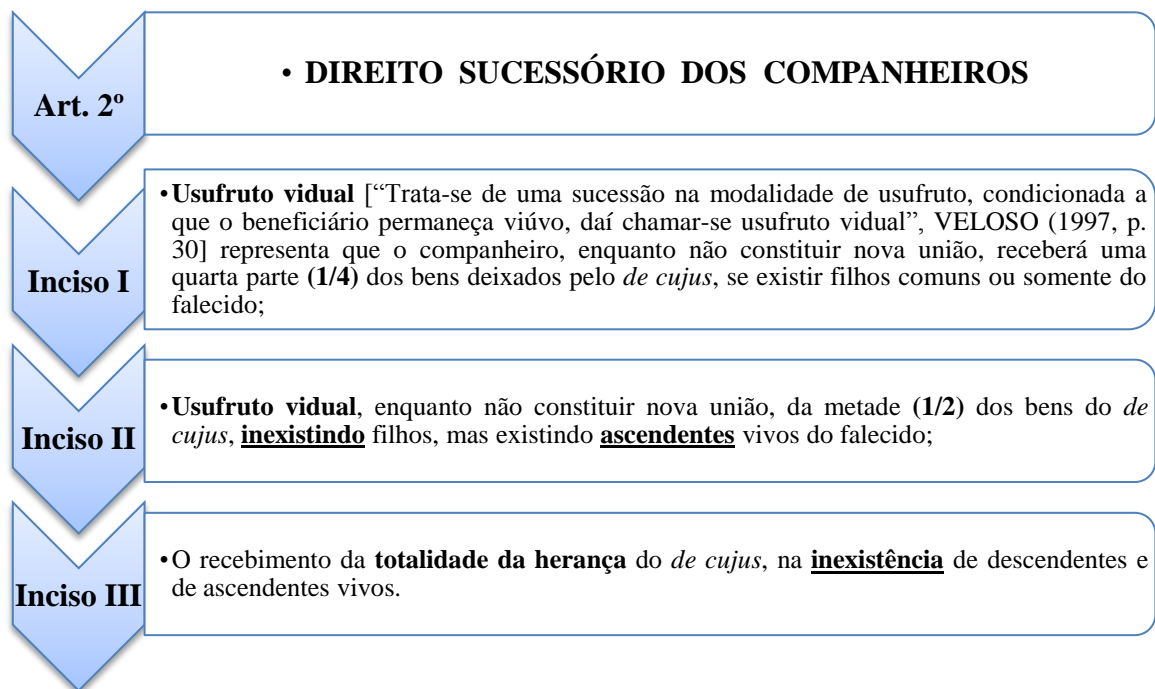 Art. 2º
• DIREITO SUCESSÓRIO DOS COMPANHEIROS
Inciso I
•Usufruto vidual [“Trata-se de uma sucessão na modalidade de usufruto, condicionada a
que o beneficiário permaneça viúvo, daí chamar-se usufruto vidual”, VELOSO (1997, p.
30] representa que o companheiro, enquanto não constituir nova união, receberá uma
quarta parte (1/4) dos bens deixados pelo de cujus, se existir filhos comuns ou somente do
falecido;
Inciso II
•Usufruto vidual, enquanto não constituir nova união, da metade (1/2) dos bens do de
cujus, inexistindo filhos, mas existindo ascendentes vivos do falecido;
Inciso III
•O recebimento da totalidade da herança do de cujus, na inexistência de descendentes e
de ascendentes vivos.